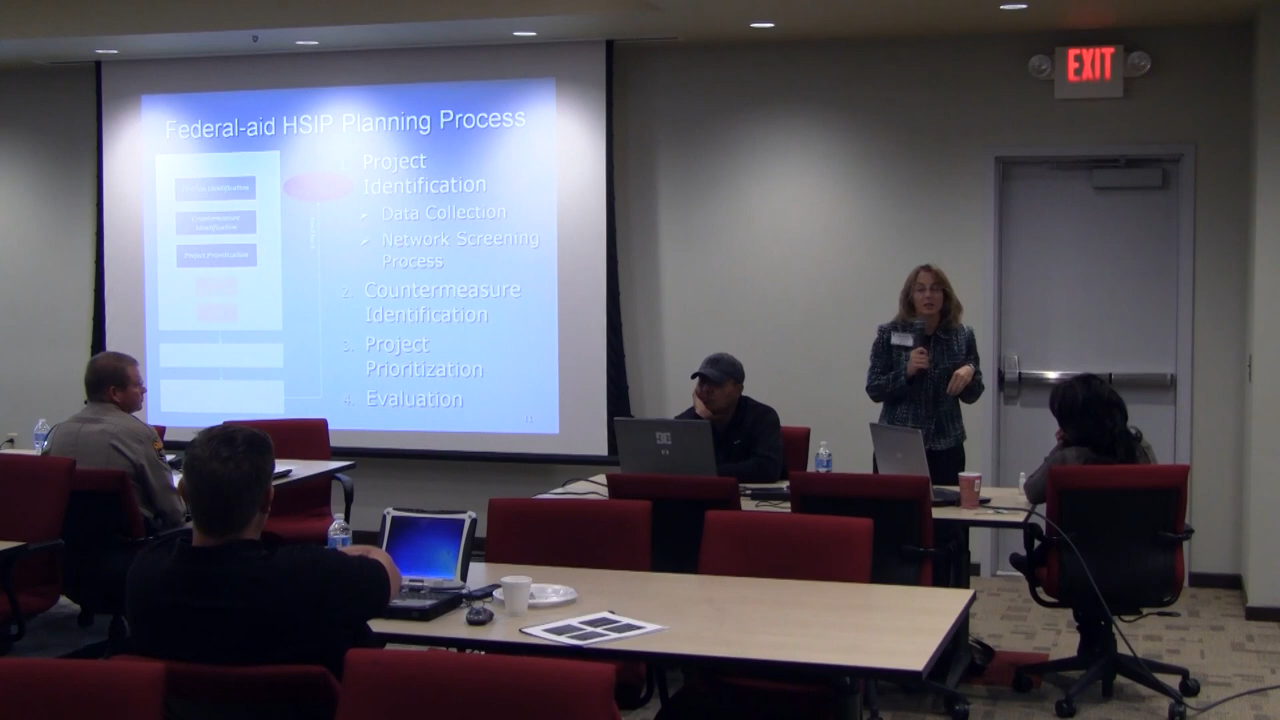 EXIT
Federal-aid HSIP Planning Process
1. Project
Identification
Data Collection
Network Screening
Process
2. Countermeasure
Identification
3. Project
Prioritization
4. Evaluation
Countermeasure
Identification
Project Prioritization